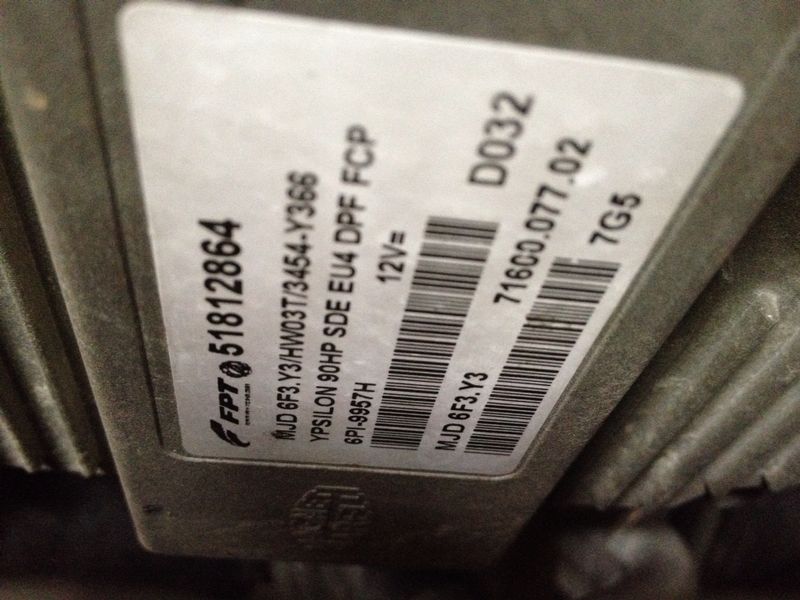 FPT 51812864
MJD 6F3.Y3/HW03T/3454-Y366
YPSILON 90HP SDE EU4 DPF FCP
6PI-9957H 12V=
D032
MJD 6F3.Y3 71600.077.02
7G5